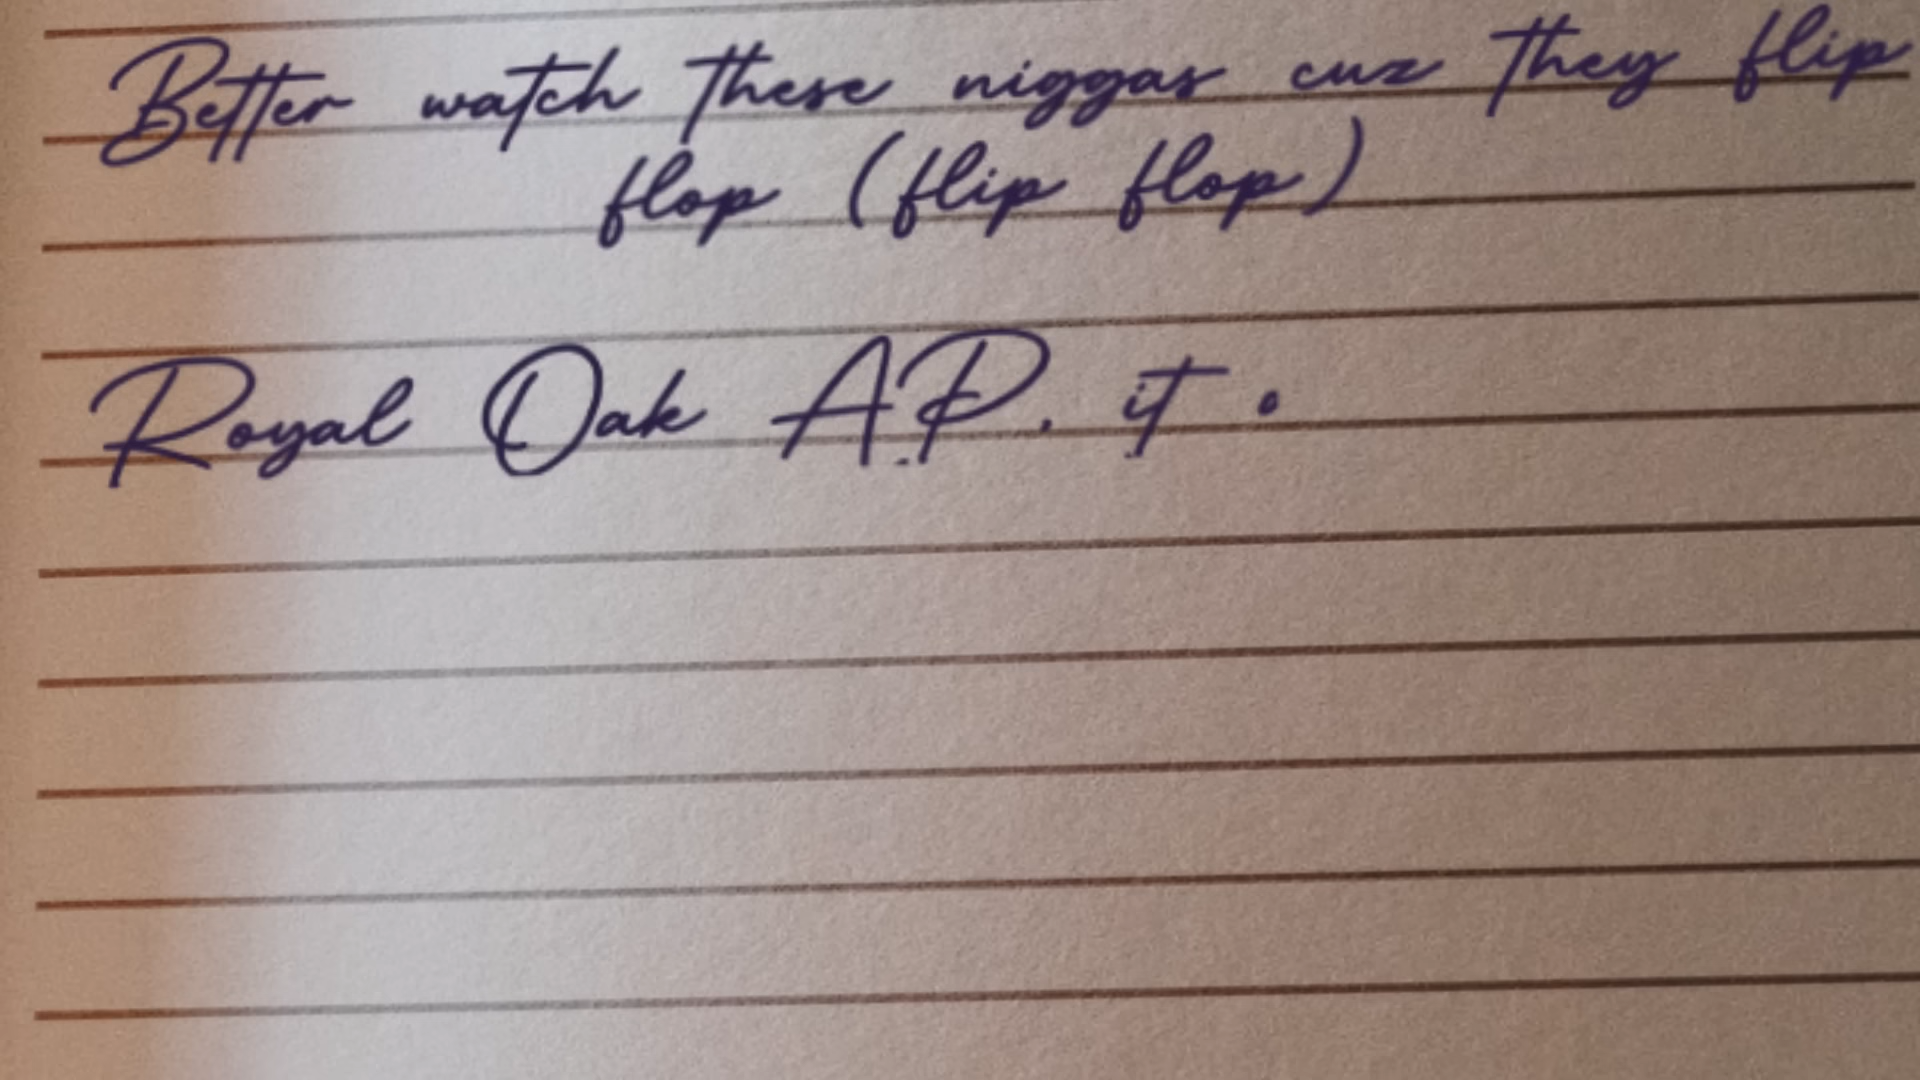 Better watch these niggas cuz they flip
flop (flip flop)
Royal Oak A.P. it